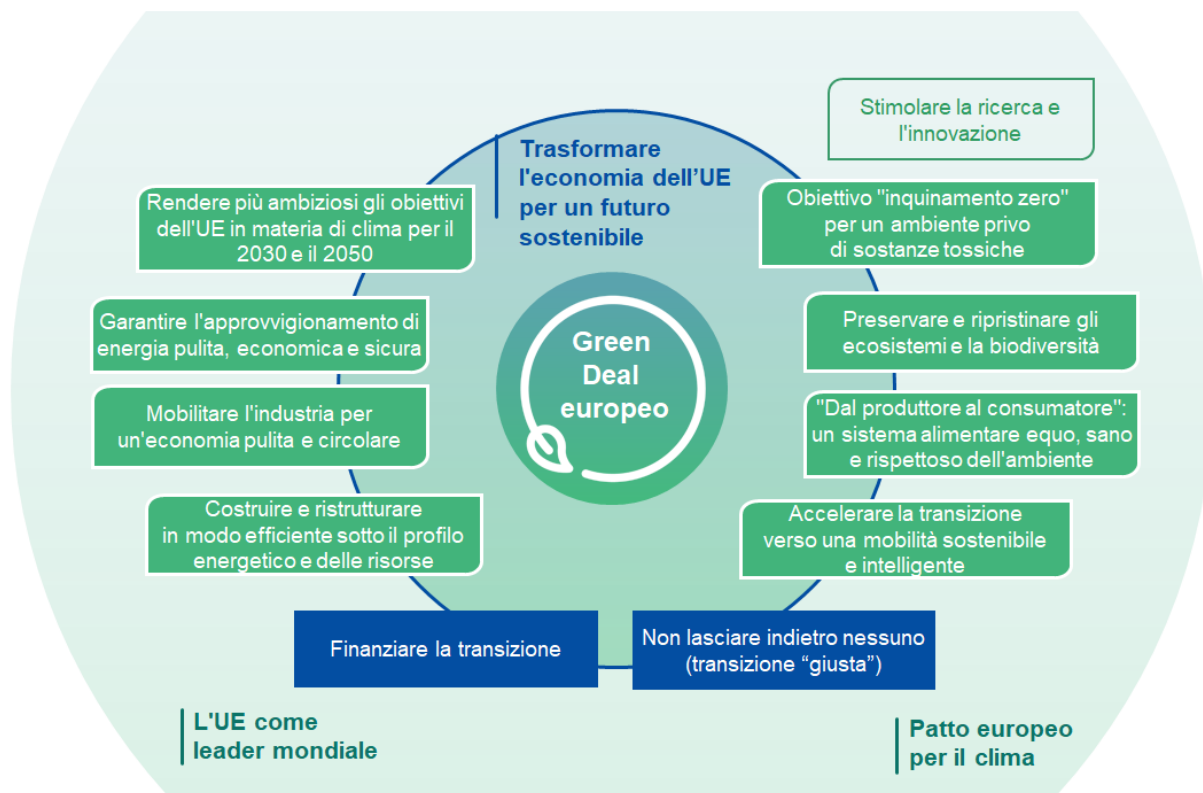 Stimolare la ricerca e
l'innovazione
Trasformare
l'economia dell’UE
per un futuro
sostenibile
Rendere più ambiziosi gli obiettivi
dell'UE in materia di clima per il
2030 e il 2050
Obiettivo "inquinamento zero"
per un ambiente privo
di sostanze tossiche
Garantire l'approvvigionamento di
energia pulita, economica e sicura
Preservare e ripristinare gli
ecosistemi e la biodiversità
Green
Deal
europeo
Mobilitare l'industria per
un'economia pulita e circolare
"Dal produttore al consumatore":
un sistema alimentare equo, sano
e rispettoso dell'ambiente
Costruire e ristrutturare
in modo efficiente sotto il profilo
energetico e delle risorse
Accelerare la transizione
verso una mobilità sostenibile
e intelligente
Finanziare la transizione
Non lasciare indietro nessuno
(transizione “giusta”)
L'UE come
leader mondiale
Patto europeo
per il clima